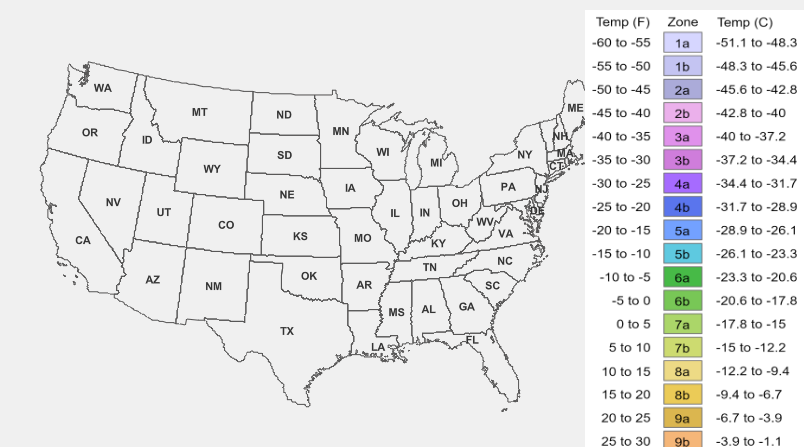 WA
MT
ND
MN
ME
OR
ID
SD
WI
MI
NY
NH
MA
CT
WY
IA
PA
NJ
NE
NV
UT
CO
IL
IN
OH
DE
WV
VA
CA
KS
MO
KY
AZ
NM
OK
AR
TN
NC
SC
TX
MS
AL
GA
LA
FL
Temp (F) Zone Temp (C)
-60 to -55 1a -51.1 to -48.3
-55 to -50 1b -48.3 to -45.6
-50 to -45 2a -45.6 to -42.8
-45 to -40 2b -42.8 to -40
-40 to -35 3a -40 to -37.2
-35 to -30 3b -37.2 to -34.4
-30 to -25 4a -34.4 to -31.7
-25 to -20 4b -31.7 to -28.9
-20 to -15 5a -28.9 to -26.1
-15 to -10 5b -26.1 to -23.3
-10 to -5 6a -23.3 to -20.6
-5 to 0 6b -20.6 to -17.8
0 to 5 7a -17.8 to -15
5 to 10 7b -15 to -12.2
10 to 15 8a -12.2 to -9.4
15 to 20 8b -9.4 to -6.7
20 to 25 9a -6.7 to -3.9
25 to 30 9b -3.9 to -1.1